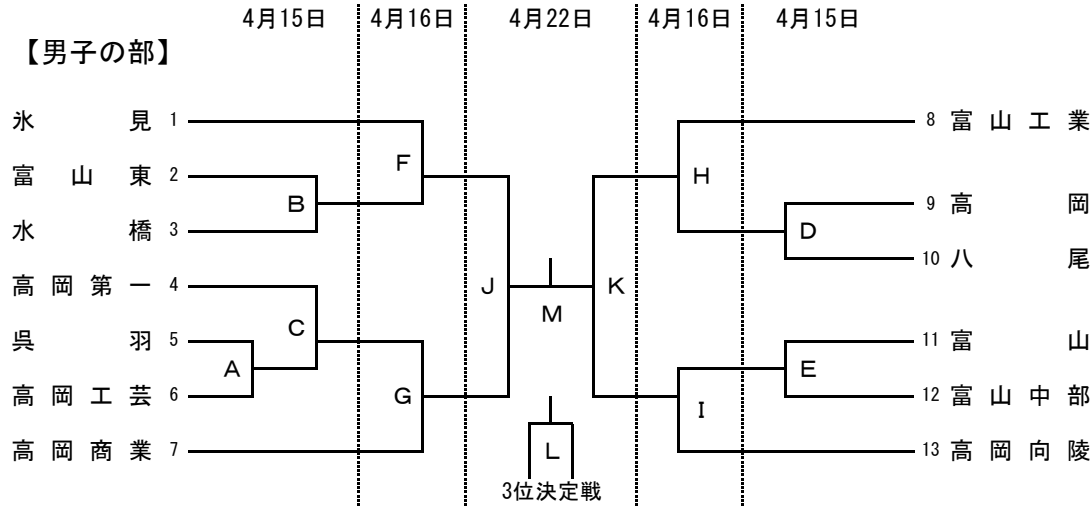 4月15日 4月16日 4月22日 4月16日 4月15日
【男子の部】
氷見 1
8 富山工業
F
富山東 2
H
B
9 高岡
水橋 3
D
10 八尾
高岡第一 4
J
K
M
C
呉羽 5
11 富山
A
E
高岡工芸 6
G
12 富山中部
I
高岡商業 7
L
13 高岡向陵
3位決定戦